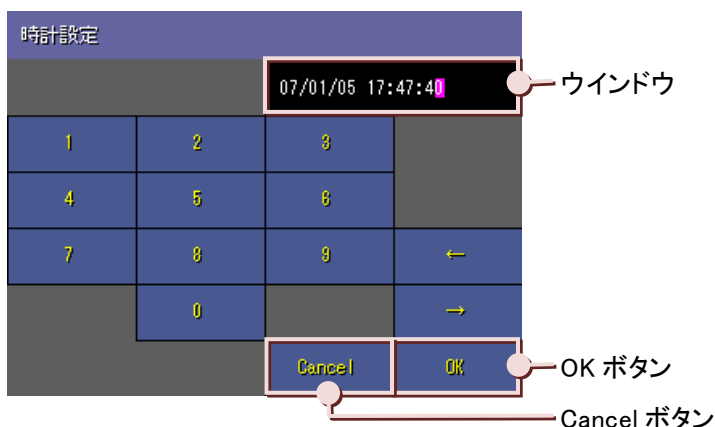 時計設定
07/01/05 17:47:40
ウインドウ
1 2 3
4 5 6
7 8 9 ←
0 →
Cancel OK
OK ボタン
Cancel ボタン